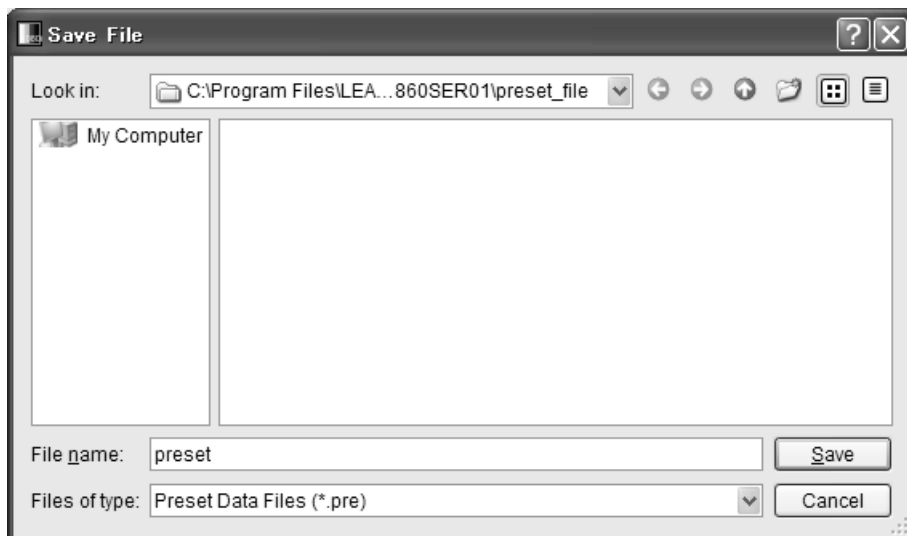 Save File
Look in: C:\Program Files\LEA...860SER01\preset_file
My Computer
File name: preset Save
Files of type: Preset Data Files (*.pre) Cancel